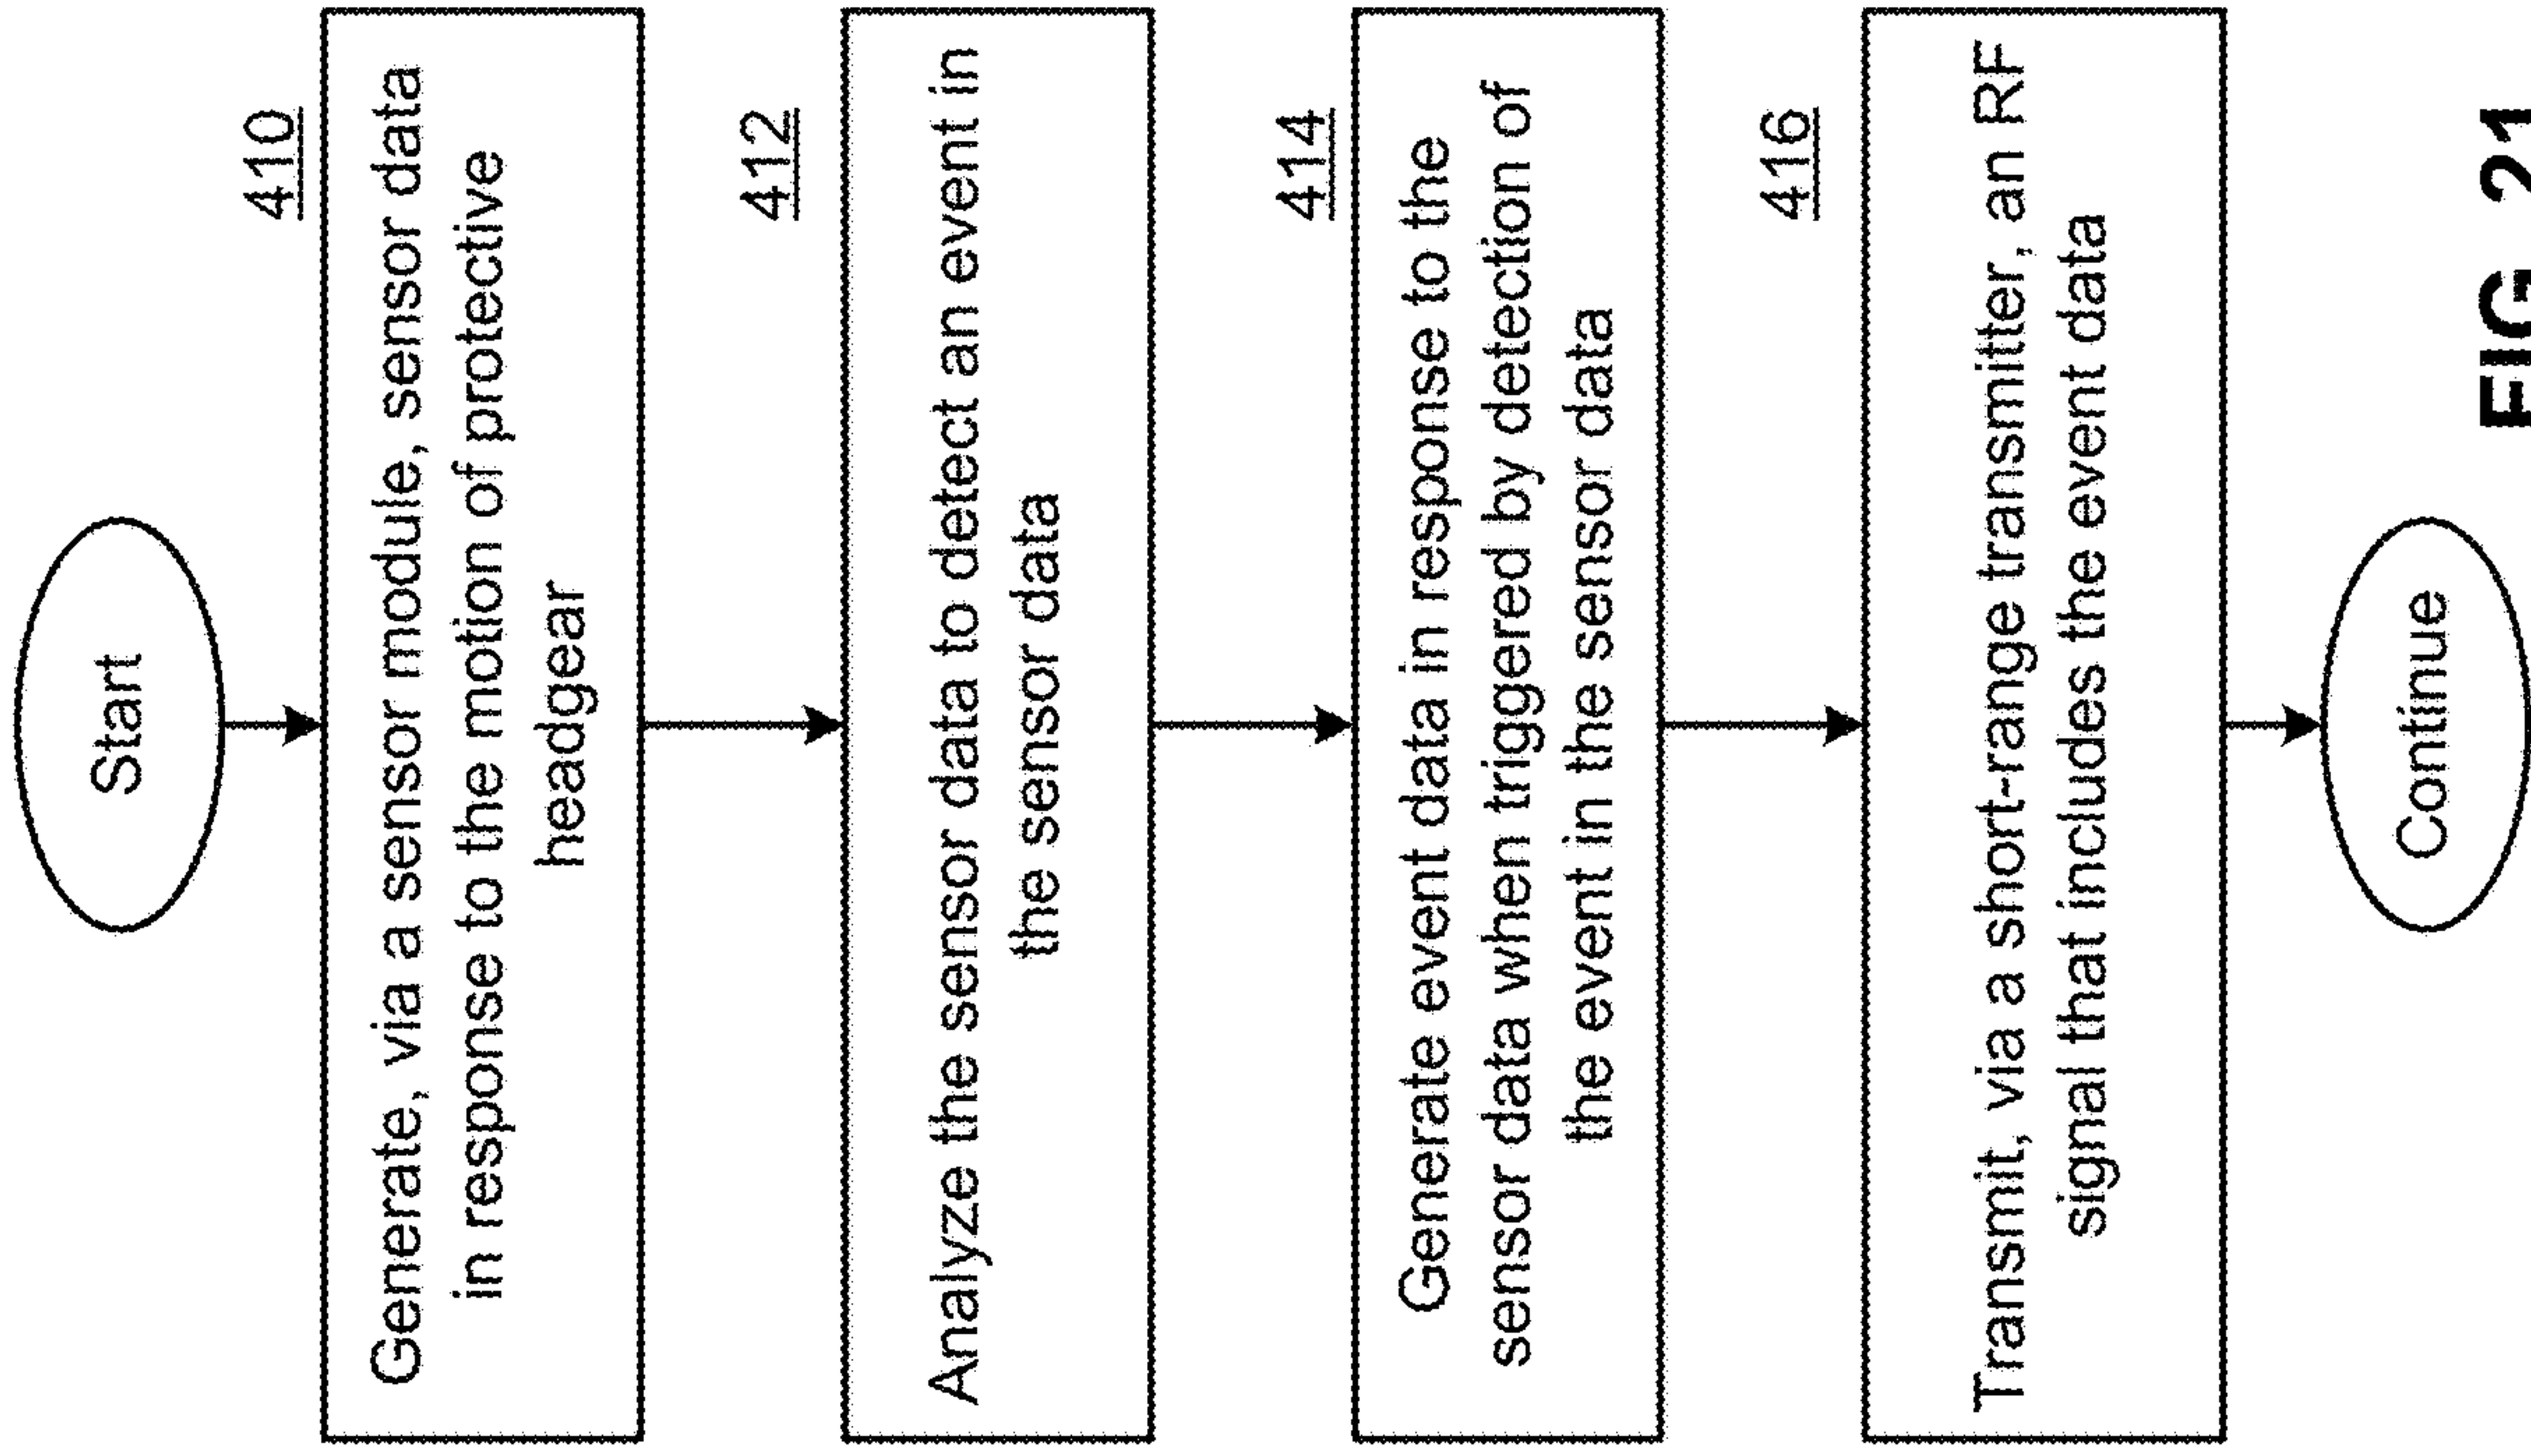 Start
410
Generate, via a sensor module, sensor data
in response to the motion of protective
headgear
412
Analyze the sensor data to detect an event in
the sensor data
414
Generate event data in response to the
sensor data when triggered by detection of
the event in the sensor data
416
Transmit, via a short-range transmitter, an RF
signal that includes the event data
Continue
FIG 21